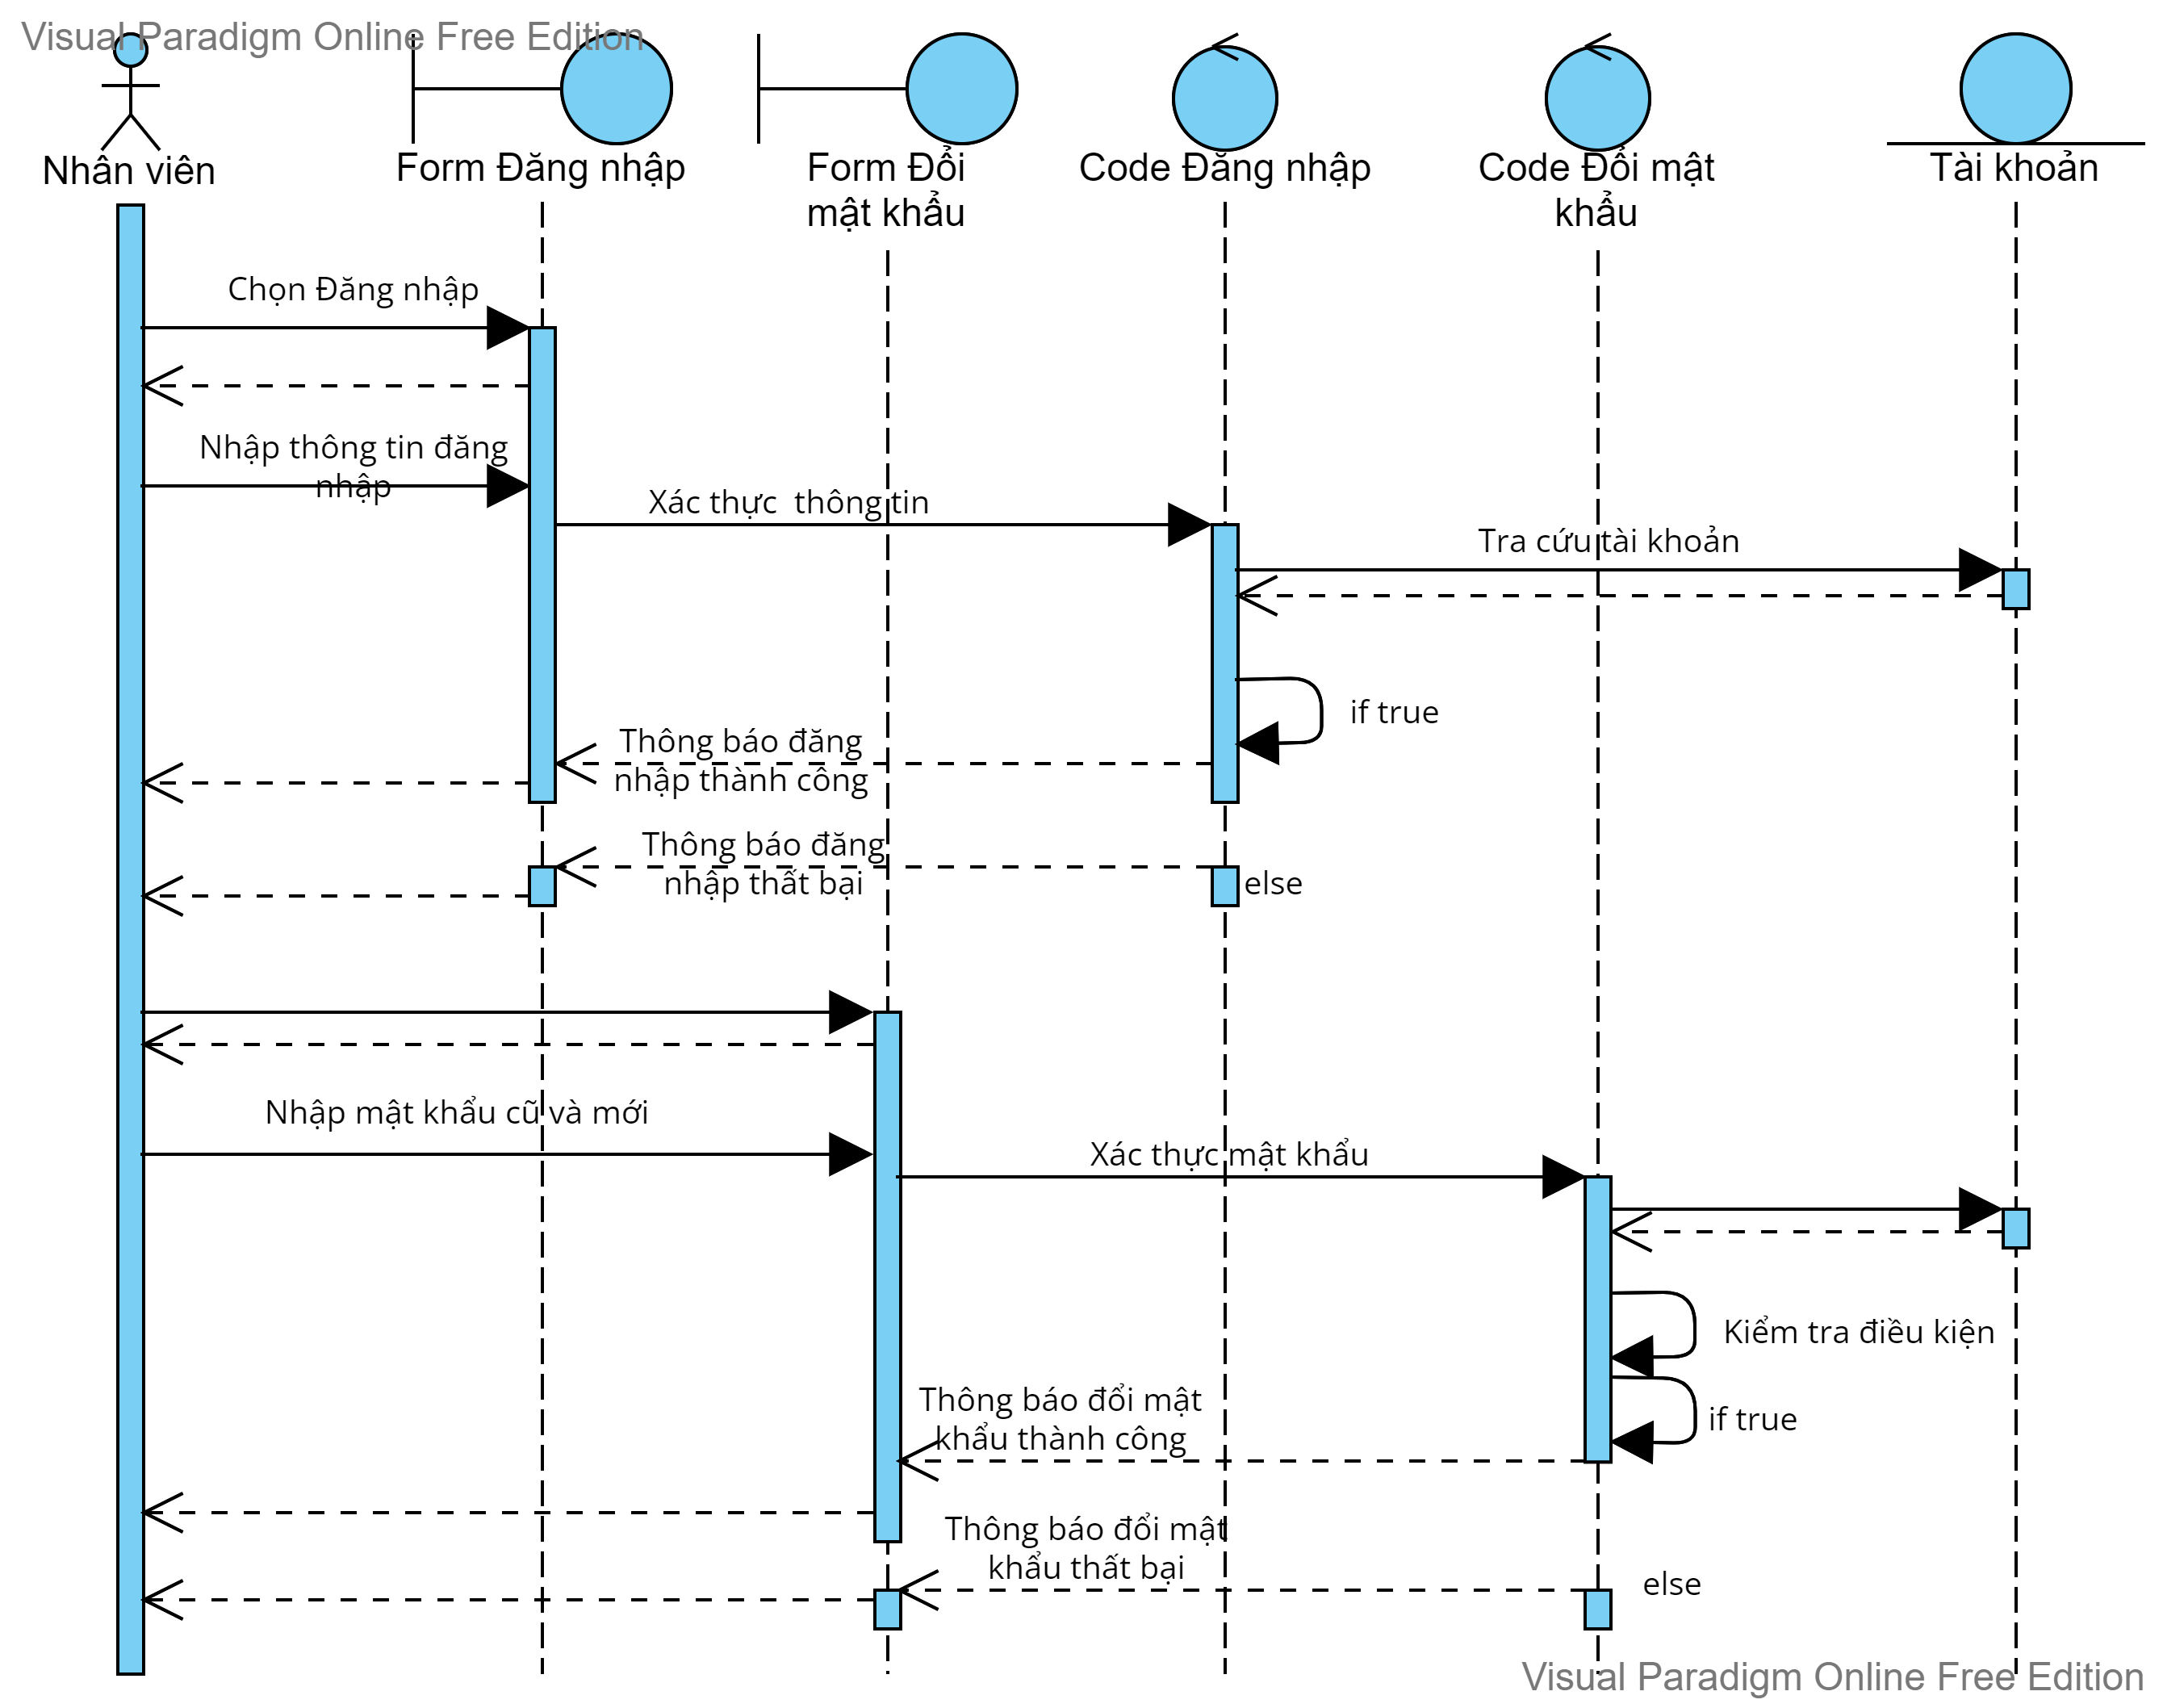 Visual Paradigm Online Free Edition
Nhân viên
Form Đăng nhập
Form Đổi
mật khẩu
Code Đăng nhập
Code Đổi mật
khẩu
Tài khoản
Chọn Đăng nhập
Nhập thông tin đăng
nhập
Xác thực thông tin
Tra cứu tài khoản
if true
Thông báo đăng
nhập thành công
Thông báo đăng
nhập thất bại
else
Nhập mật khẩu cũ và mới
Xác thực mật khẩu
Kiểm tra điều kiện
Thông báo đổi mật
khẩu thành công
if true
Thông báo đổi mật
khẩu thất bại
else
Visual Paradigm Online Free Edition